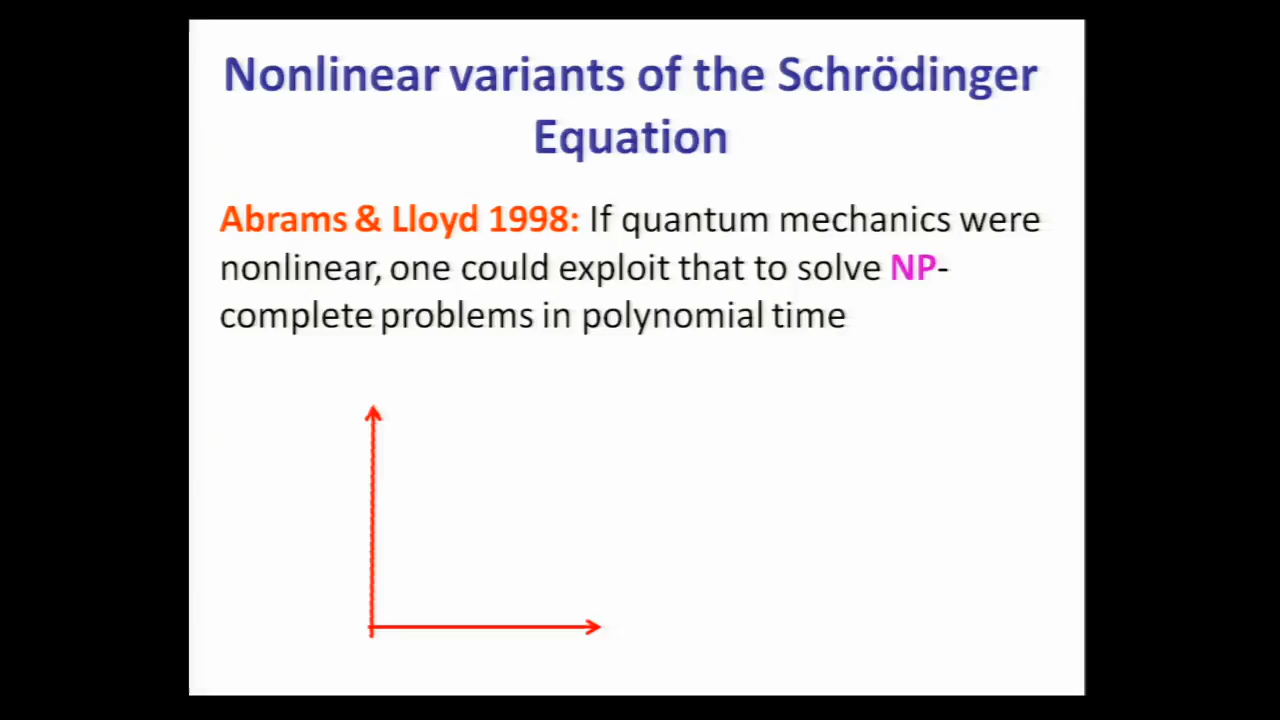 Nonlinear variants of the Schrödinger
Equation
Abrams & Lloyd 1998: If quantum mechanics were
nonlinear, one could exploit that to solve NP-
complete problems in polynomial time